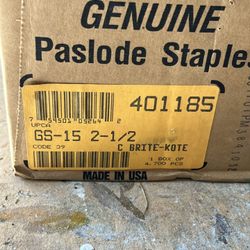 GENUINE
Paslode Staples
401185
UPCA
GS-15 2-1/2
CODE 39
C BRITE-KOTE
1 BOX OF
4,700 PCS
MADE IN USA